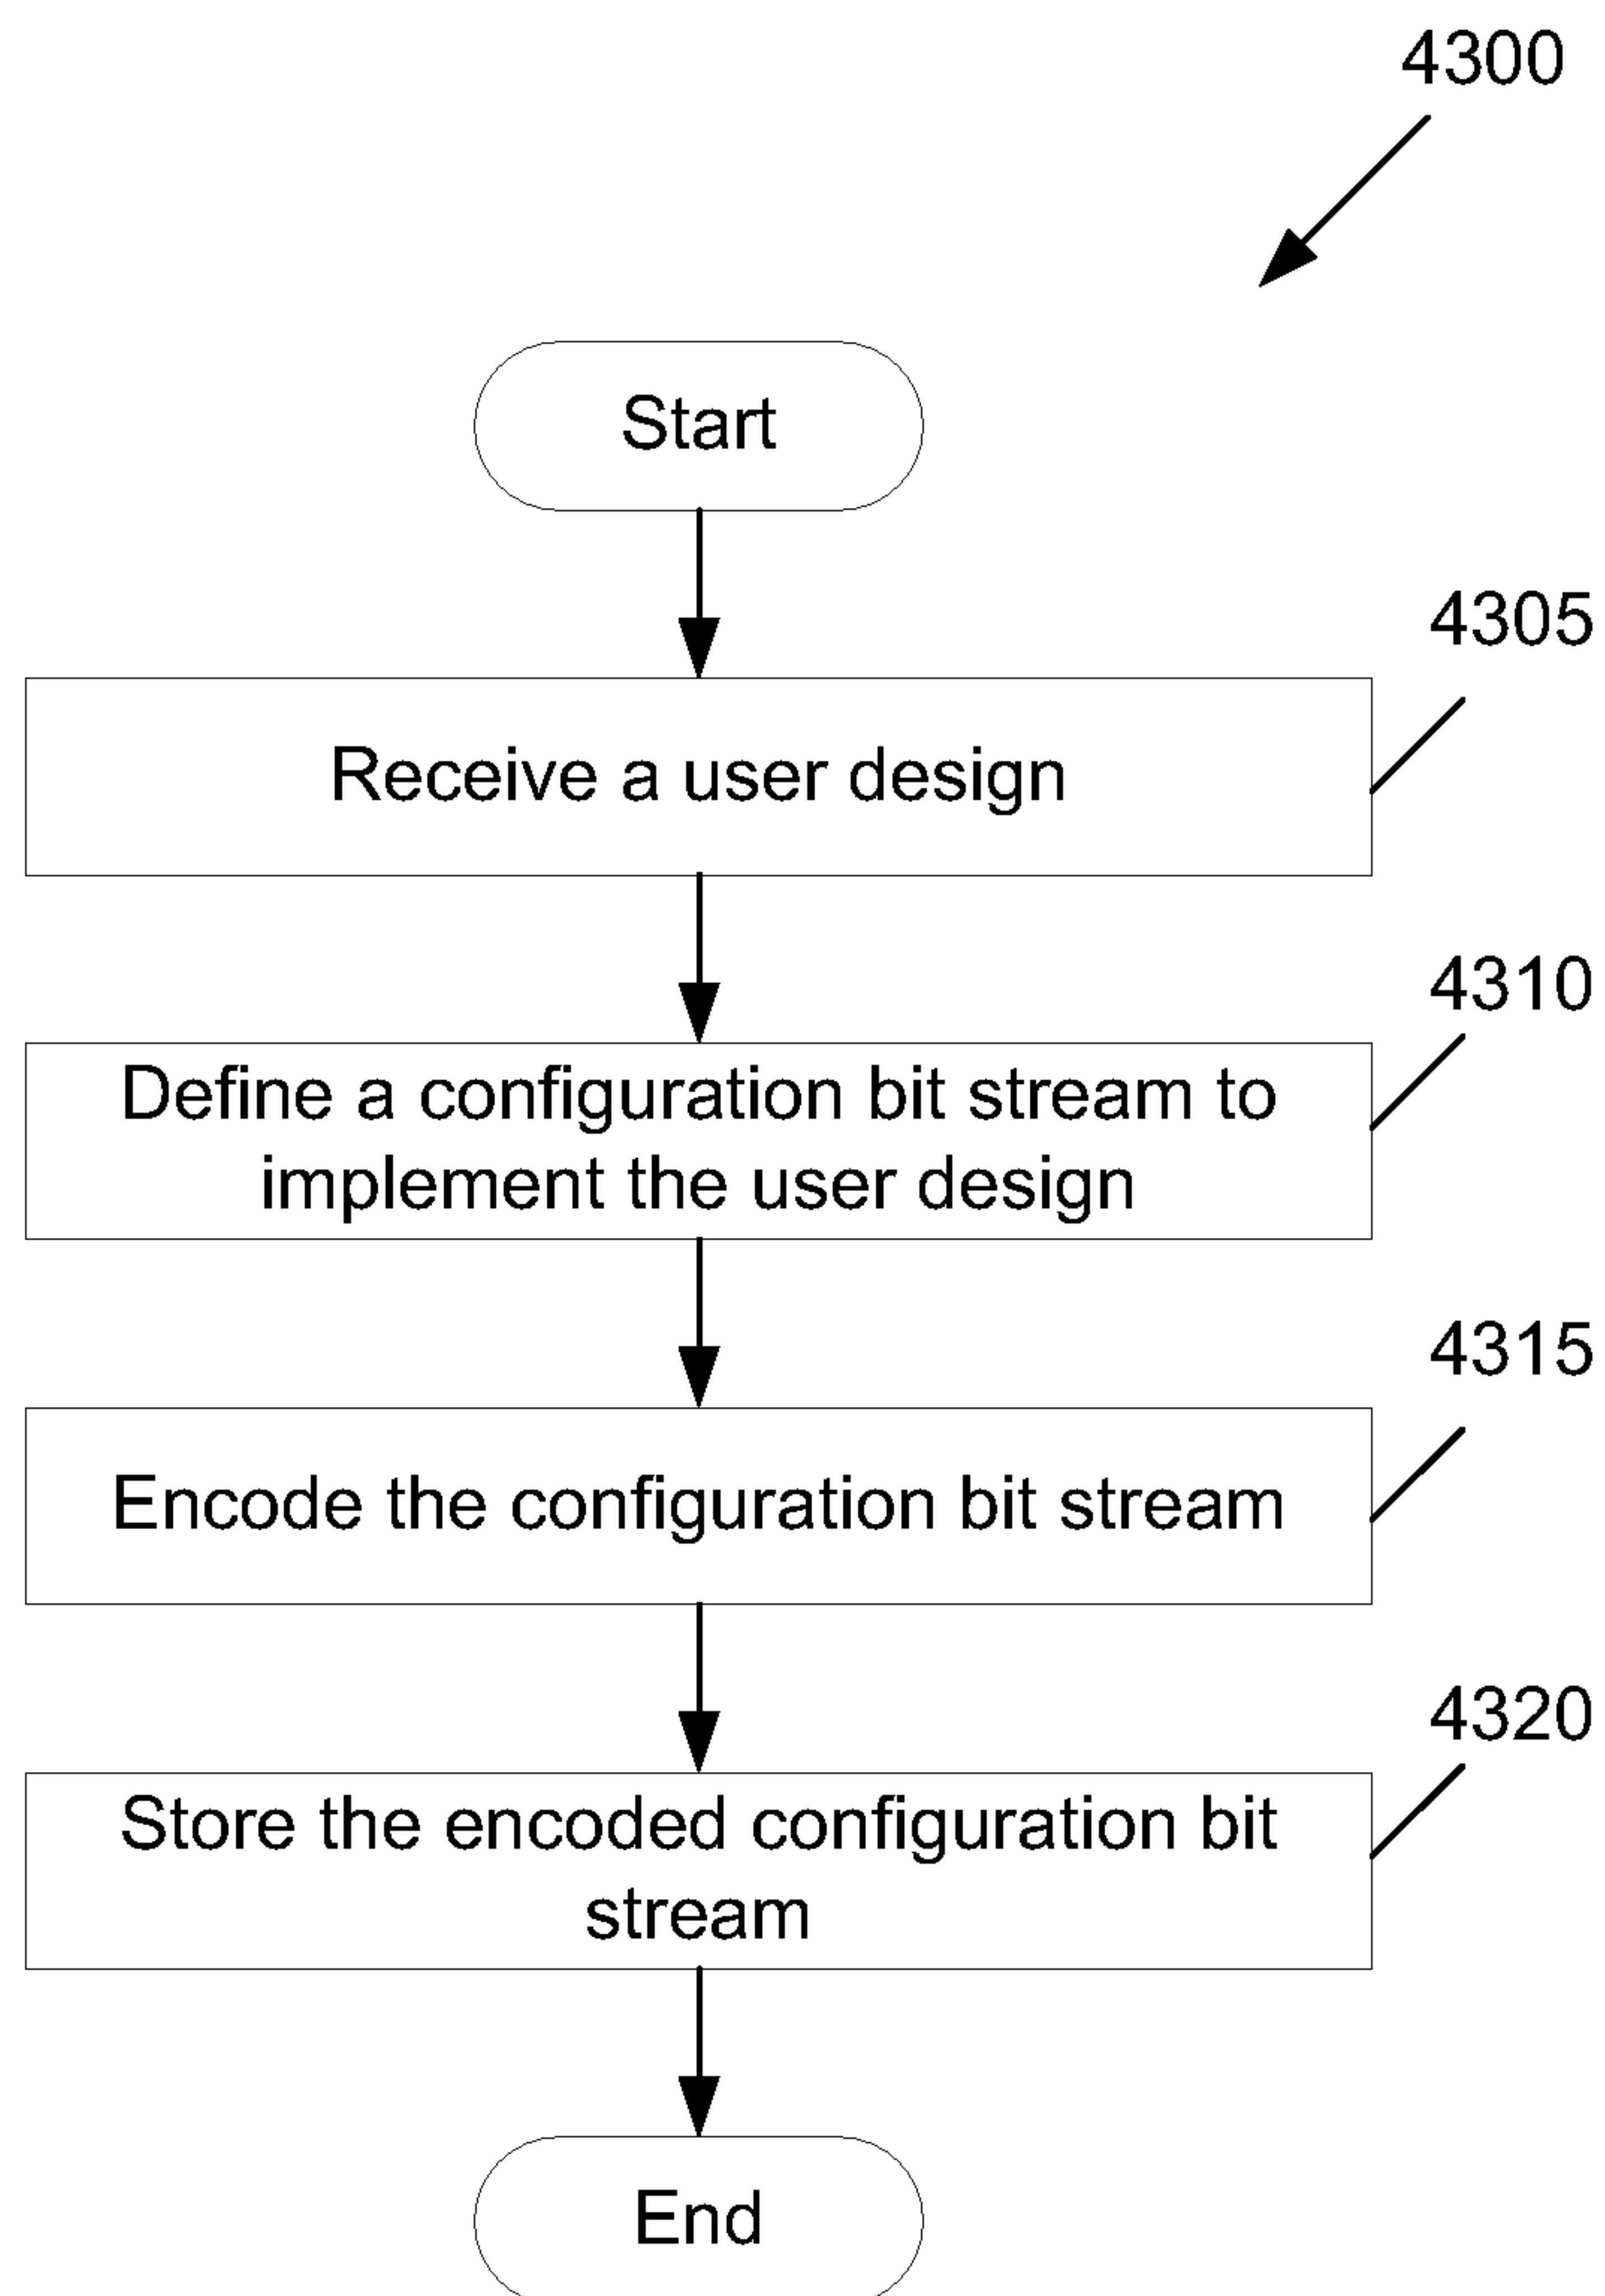 4300
Start
4305
Receive a user design
4310
Define a configuration bit stream to
implement the user design
4315
Encode the configuration bit stream
4320
Store the encoded configuration bit
stream
End